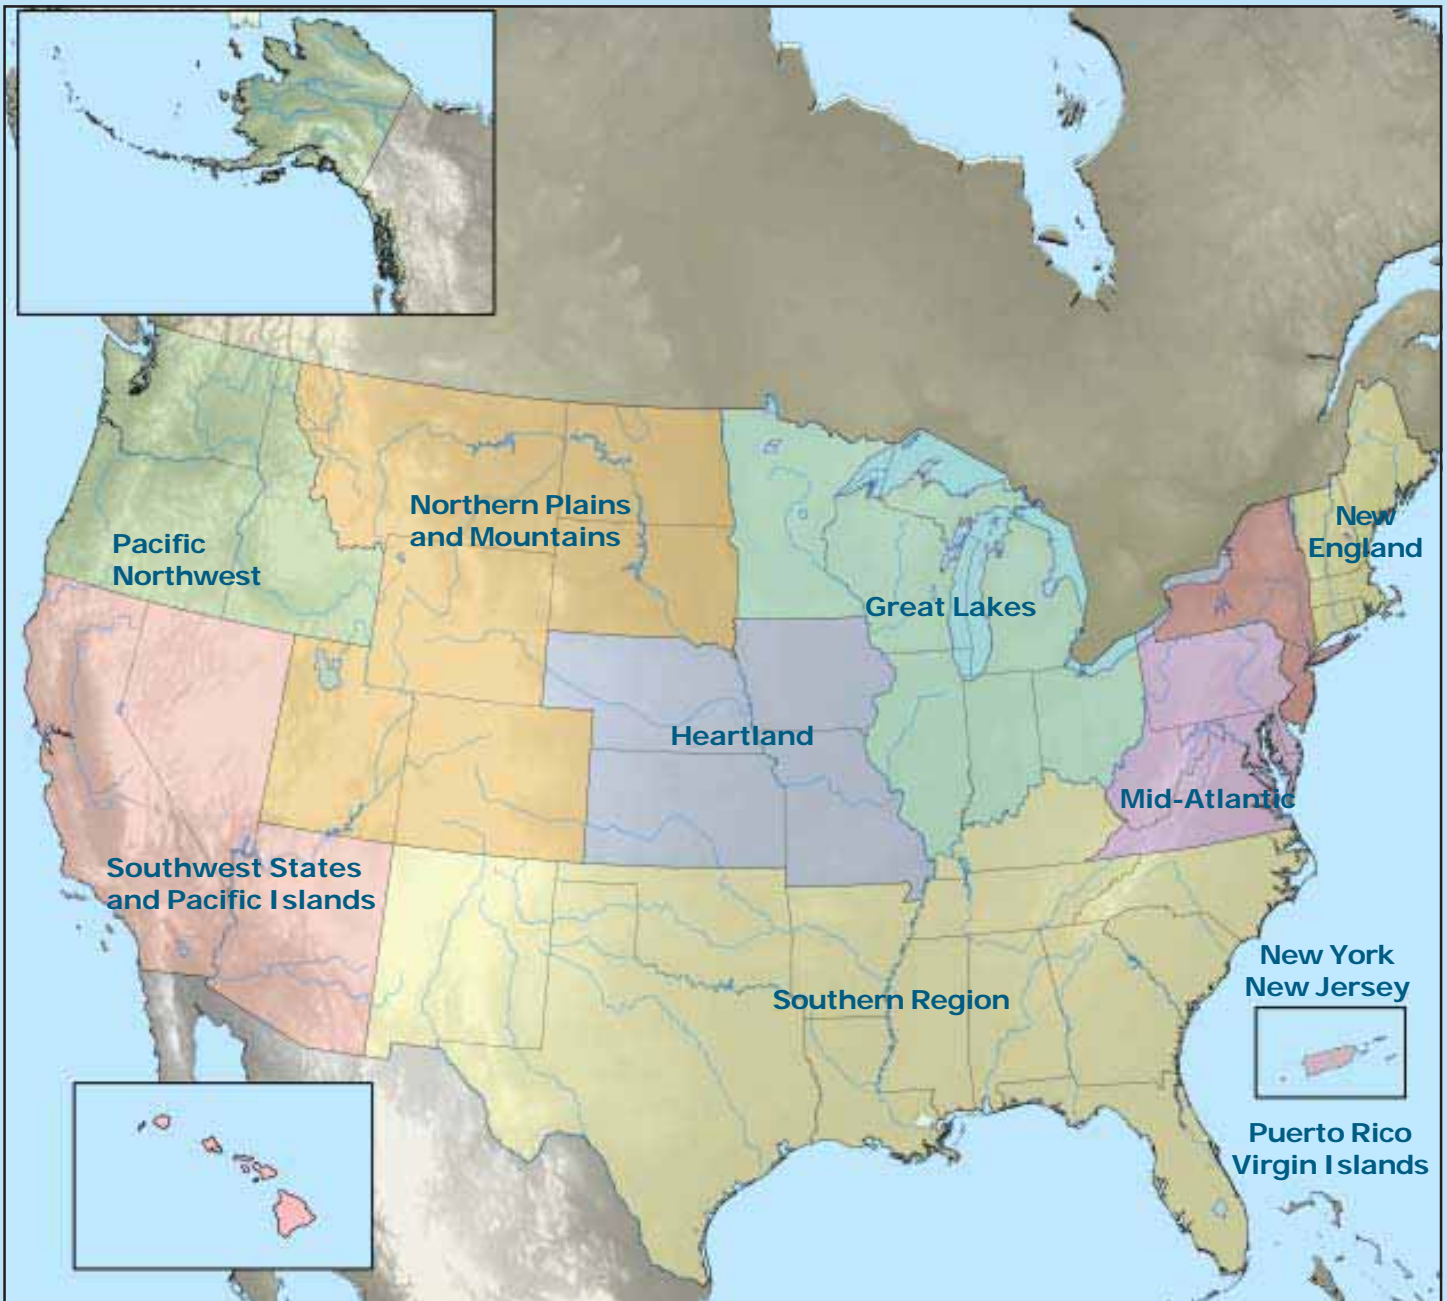 Northern Plains
and Mountains
New
England
Pacific
Northwest
Great Lakes
Heartland
Mid-Atlantic
Southwest States
and Pacific Islands
New York
New Jersey
Southern Region
Puerto Rico
Virgin Islands